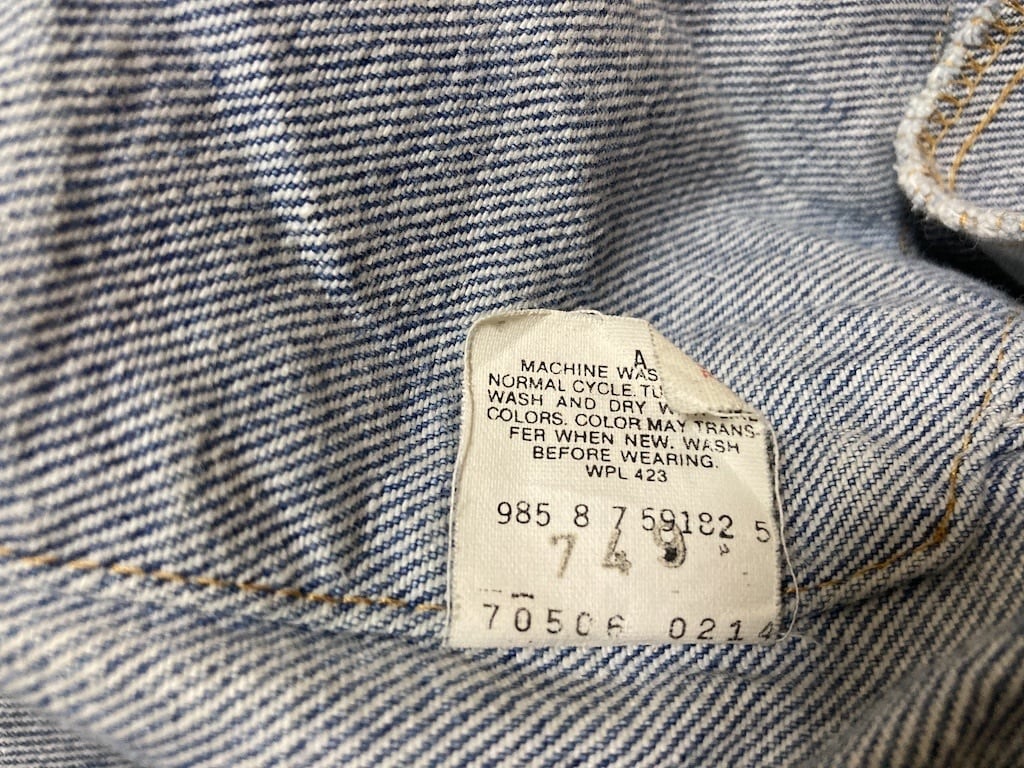 A
MACHINE WAS
NORMAL CYCLE. TU
WASH AND DRY W
COLORS. COLOR MAY TRANS-
FER WHEN NEW. WASH
BEFORE WEARING.
WPL 423
985 8 7 59182 5
749 P
70506 0214